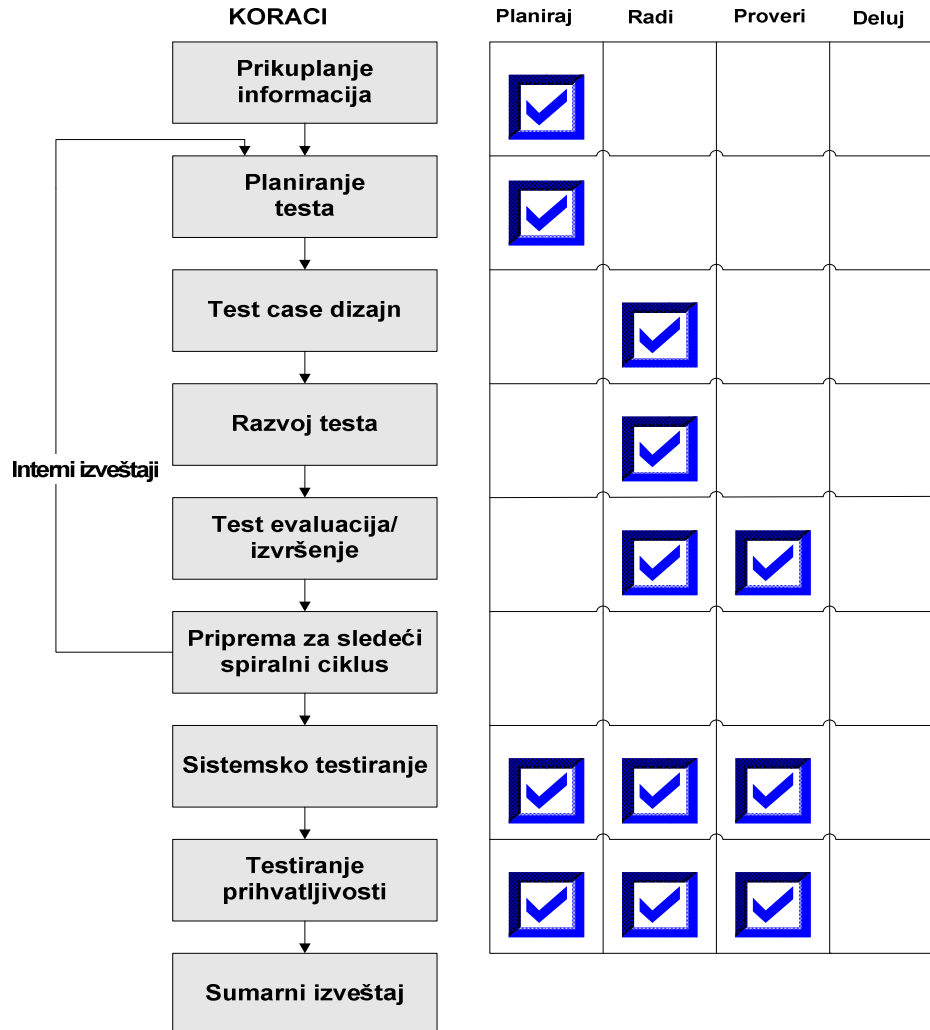 KORACI
Planiraj
Radi
Proveri
Deluj
Prikuplanje
informacija
Planiranje
testa
Test case dizajn
Razvoj testa
Interni izveštaji
Test evaluacija/
izvršenje
Priprema za sledeći
spiralni ciklus
Sistemsko testiranje
Testiranje
prihvatljivosti
Sumarni izveštaj